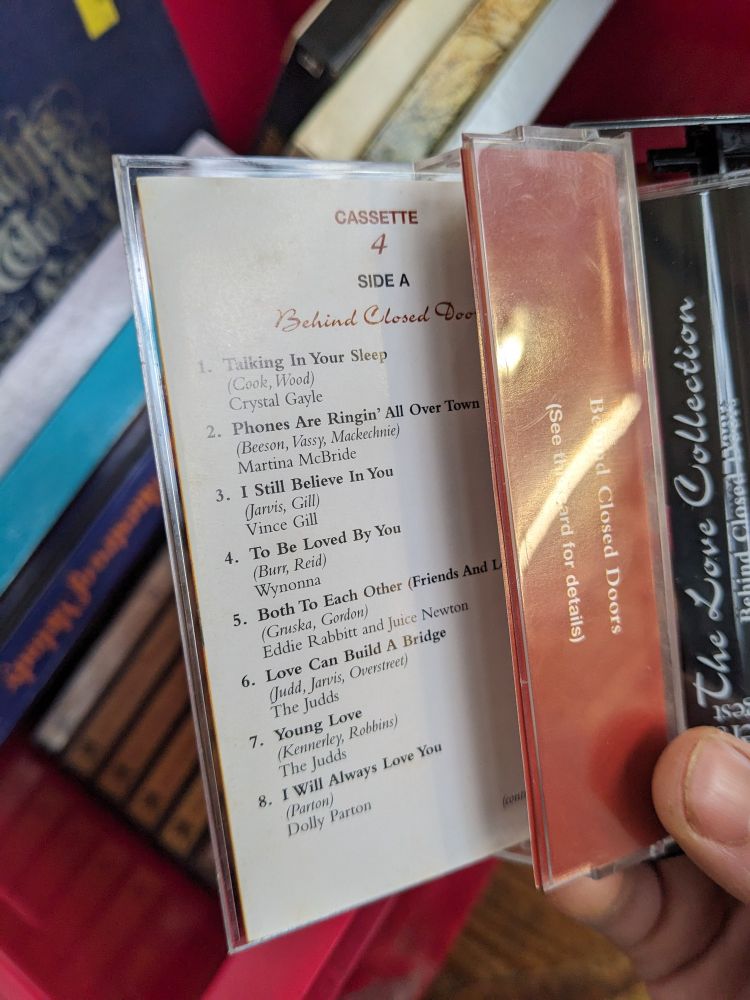 CASSETTE
4
SIDE A
Behind Closed
1. Talking In Your Sleep
(Cook, Wood)
Crystal Gayle
2. Phones Are Ringin' All Over Town
(Beeson, Vassy, Mackechnie)
Martina McBride
3. I Still Believe In You
(Jarvis, Gill)
Vince Gill
4. To Be Loved By You
(Burr, Reid)
Wynonna
5. Both To Each Other (Friends And
(Gruska, Gordon)
Eddie Rabbitt and Juice Newton
6. Love Can Build A Bridge
(Judd, Jarvis, Overstreet)
The Judds
7. Young Love
(Kennerley, Robbins)
The Judds
8. I Will Always Love You
(Parton)
Dolly Parton
Behind Closed Doors
(See this card for details)
The Love Collection
Behind Closed Doors